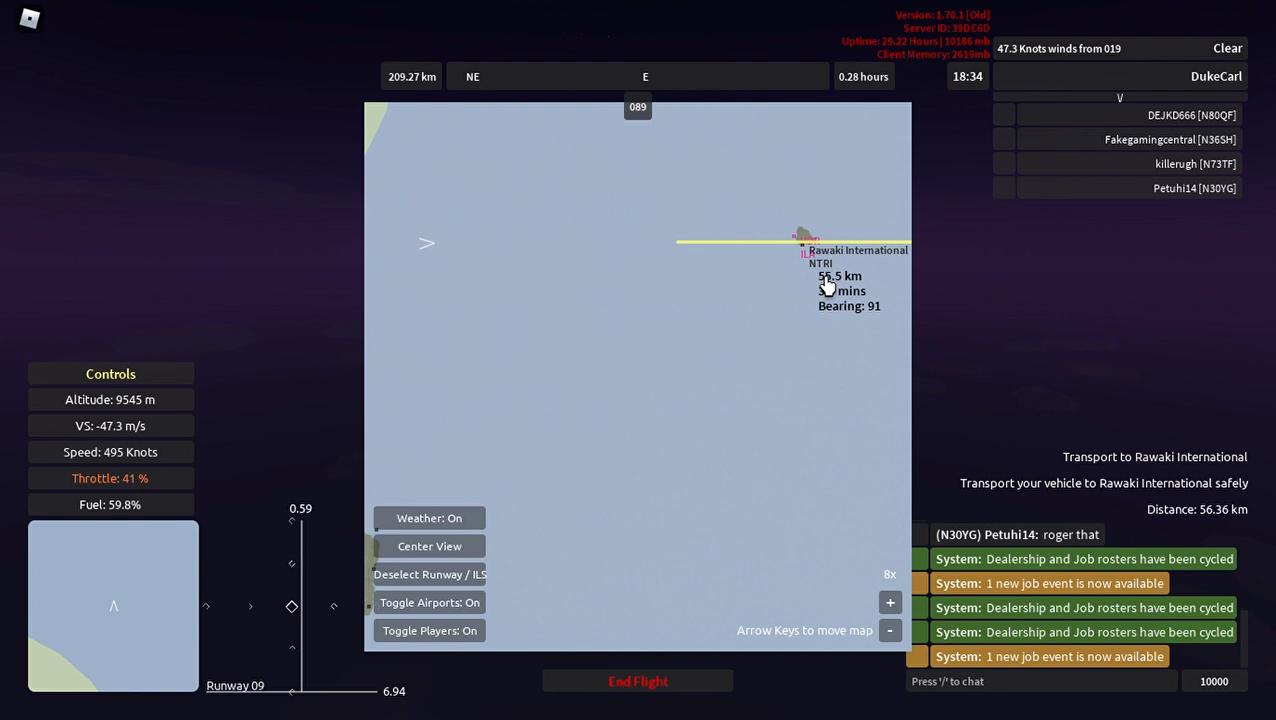 Version: 1.70.1 [Old]
Server ID: 39DC6D
Uptime: 29.22 Hours | 10186 mb
Client Memory: 2619mb
47.3 Knots winds from 019
Clear
209.27 km
NE
E
0.28 hours
18:34
DukeCarl
089
V
DEJKD666 [N80QF]
Fakegamingcentral [N36SH]
killerugh [N73TF]
Petuhi14 [N30YG]
>
Rawaki International
NTRI
55.5 km
mins
Bearing: 91
Controls
Altitude: 9545 m
VS: -47.3 m/s
Speed: 495 Knots
Throttle: 41 %
Fuel: 59.8%
0.59
Runway 09
6.94
Weather: On
Center View
Deselect Runway / ILS
Toggle Airports: On
Toggle Players: On
8x
+
Arrow Keys to move map
-
End Flight
Transport to Rawaki International
Transport your vehicle to Rawaki International safely
Distance: 56.36 km
(N30YG) Petuhi14: roger that
System: Dealership and Job rosters have been cycled
System: 1 new job event is now available
System: Dealership and Job rosters have been cycled
System: Dealership and Job rosters have been cycled
System: 1 new job event is now available
Press '/' to chat
10000